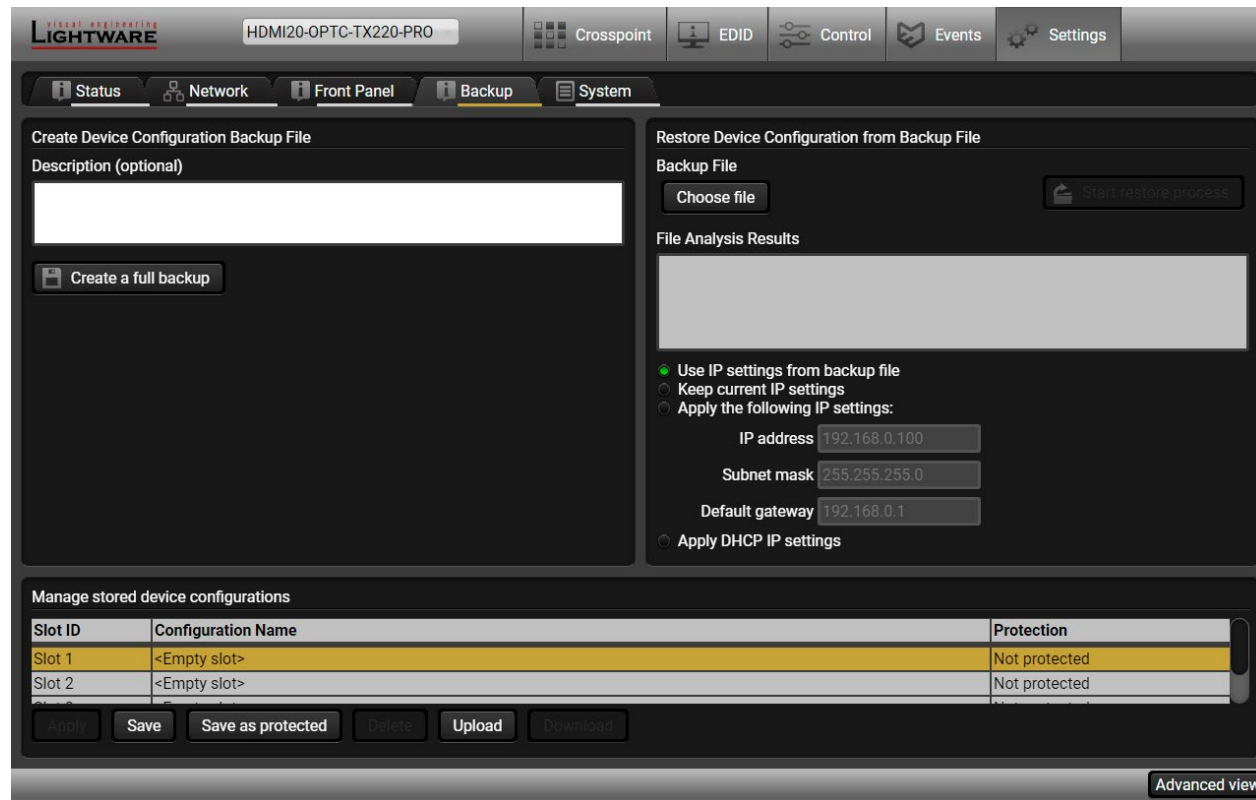 visual engineering
LIGHTWARE
HDMI20-OPTC-TX220-PRO
Crosspoint
EDID
Control
Events
Settings
Status
Network
Front Panel
Backup
System
Create Device Configuration Backup File
Description (optional)
Create a full backup
Restore Device Configuration from Backup File
Backup File
Choose file
Start restore process
File Analysis Results
Use IP settings from backup file
Keep current IP settings
Apply the following IP settings:
IP address 192.168.0.100
Subnet mask 255.255.255.0
Default gateway 192.168.0.1
Apply DHCP IP settings
Manage stored device configurations
Slot ID Configuration Name Protection
Slot 1 <Empty slot> Not protected
Slot 2 <Empty slot> Not protected
Apply Save Save as protected Delete Upload Download
Advanced view